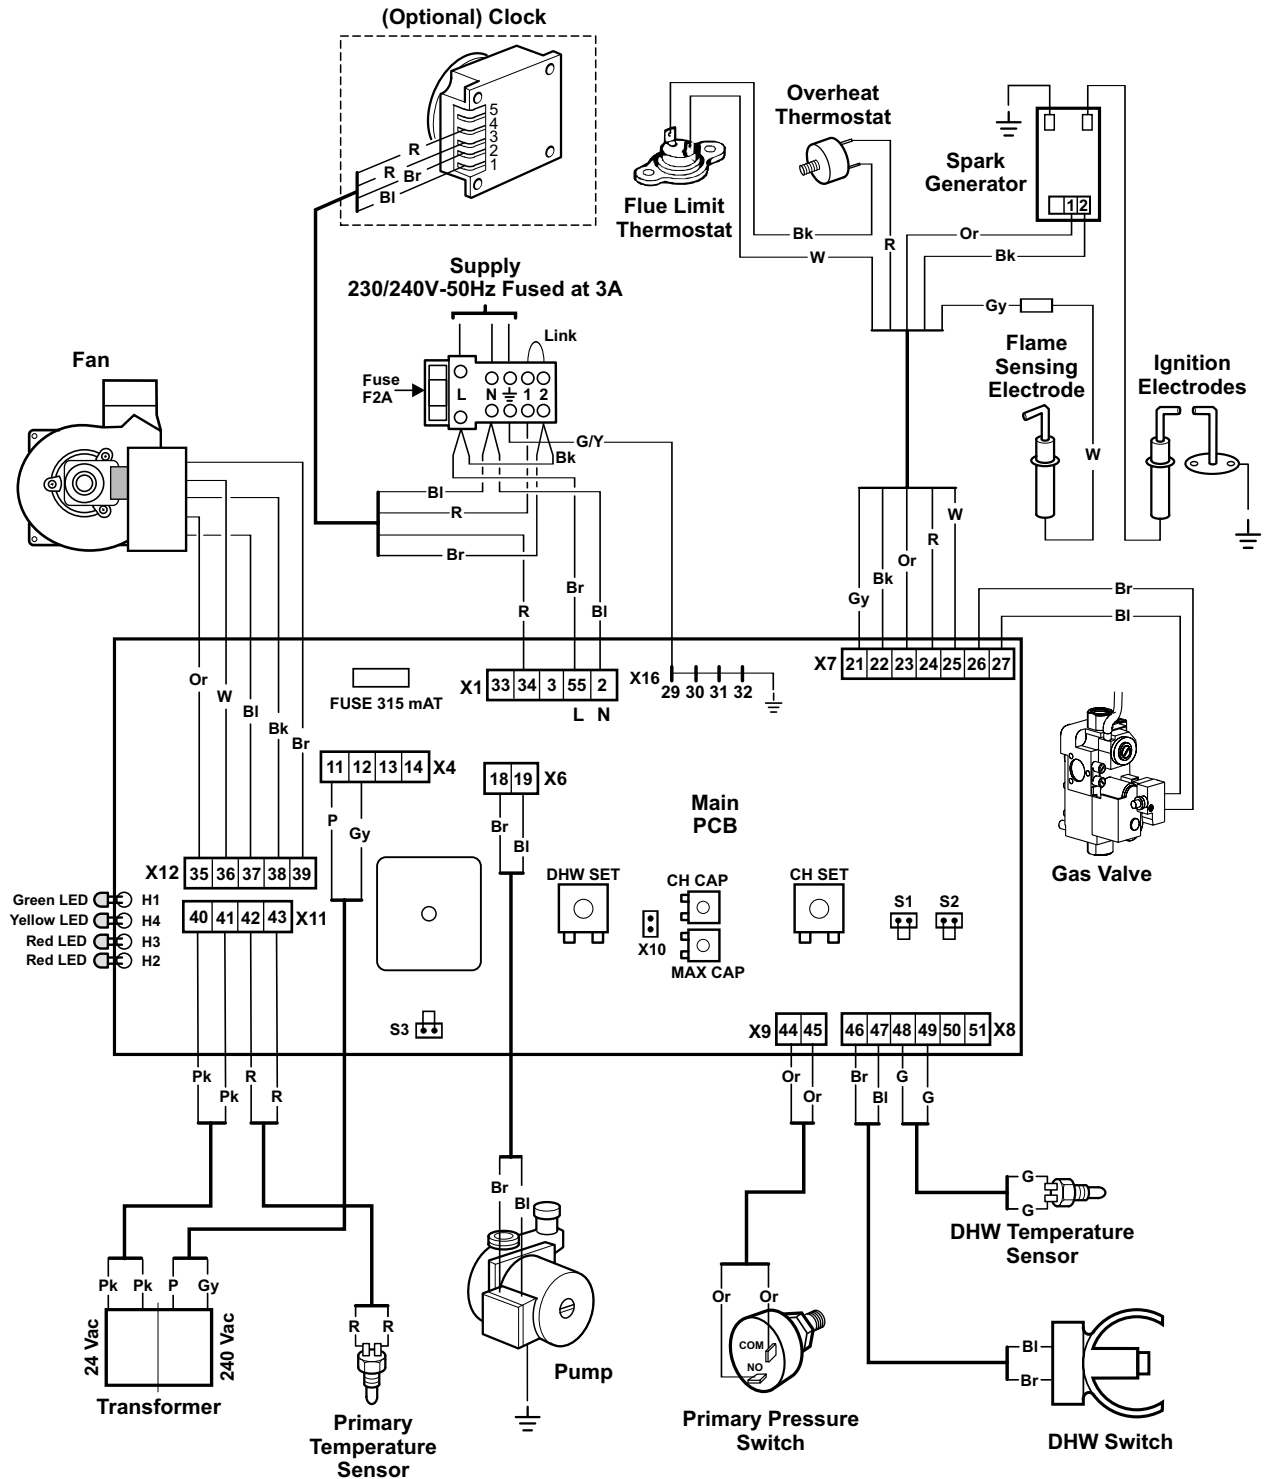 (Optional) Clock
5
4
3
2
1
R
R
Br
Bl
Overheat
Thermostat
Flue Limit
Thermostat
Spark
Generator
1 2
Bk
W
R
Or
Bk
Gy
Supply
230/240V-50Hz Fused at 3A
Link
Fuse
F2A
L N 1 2
G/Y
Bk
Bl
R
Br
Fan
Flame
Sensing
Electrode
Ignition
Electrodes
W
R Br Bl
Gy Bk Or R W
Br
Bl
Or W Bl Bk Br
FUSE 315 mAT
X1 33 34 3 55 2
L N
X16
29 30 31 32
X7 21 22 23 24 25 26 27
11 12 13 14 X4
P Gy
18 19 X6
Br Bl
Main
PCB
Gas Valve
X12 35 36 37 38 39
40 41 42 43 X11
Green LED H1
Yellow LED H4
Red LED H3
Red LED H2
DHW SET
CH CAP
X10
MAX CAP
CH SET
S1 S2
S3
X9 44 45
46 47 48 49 50 51 X8
Pk Pk R R
Or Or
Br Bl G G
Pk Pk P Gy
24 Vac
240 Vac
Transformer
R R
Primary
Temperature
Sensor
Br Bl
Pump
Or Or
COM
NO
Primary Pressure
Switch
G
G
DHW Temperature
Sensor
Bl
Br
DHW Switch